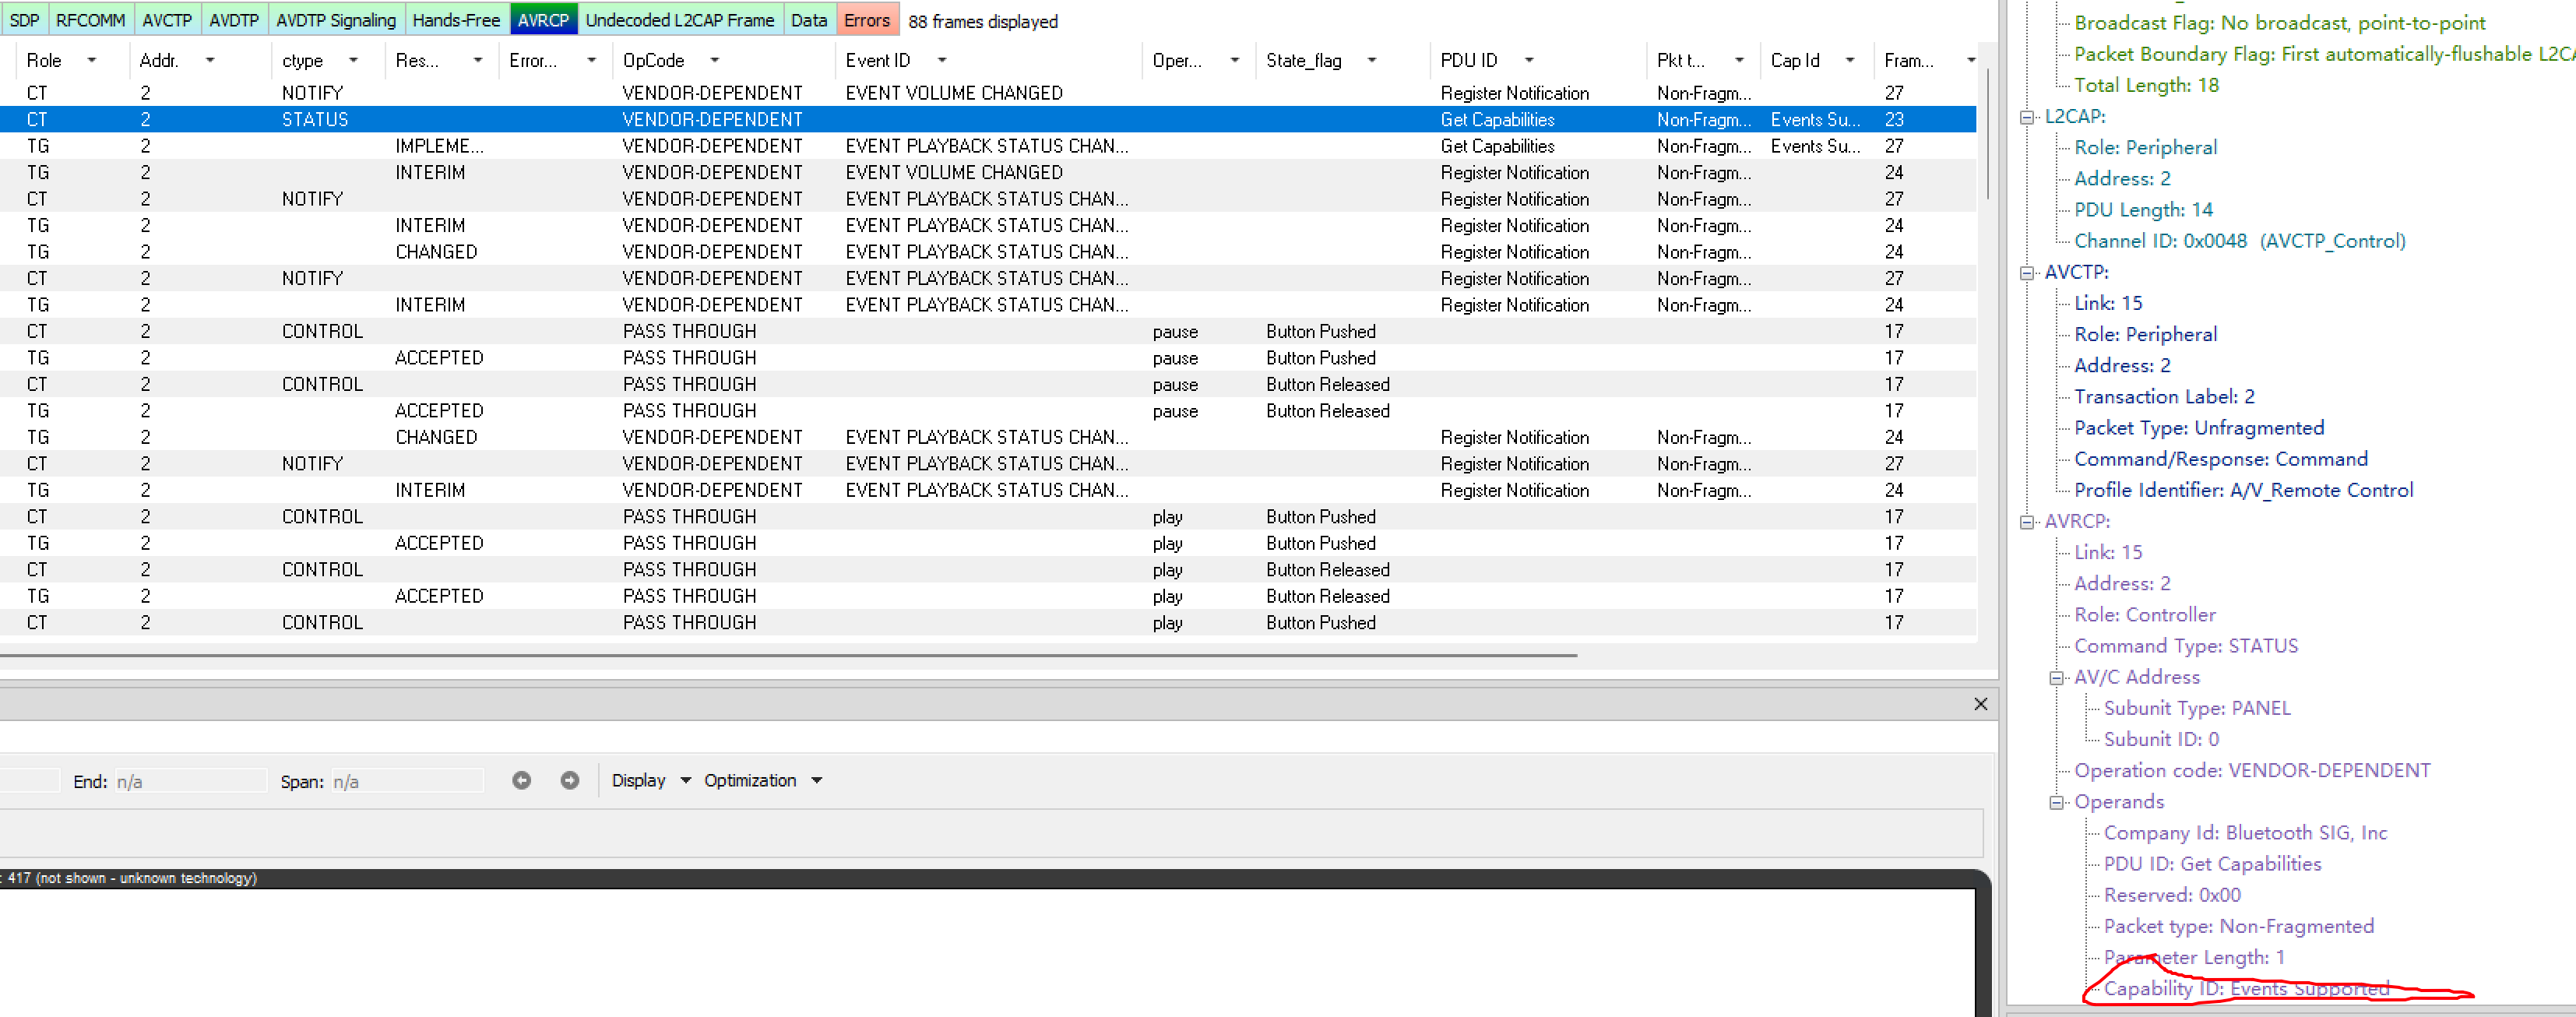 SDP RFCOMM AVCTP AVDTP AVDTP Signaling Hands-Free AVRCP Undecoded L2CAP Frame Data Errors 88 frames displayed
Role Addr. ctype Res... Error... OpCode Event ID Oper... State_flag PDU ID Pkt t... Cap Id Fram...
CT 2 NOTIFY VENDOR-DEPENDENT EVENT VOLUME CHANGED Register Notification Non-Fragm... 27
CT 2 STATUS VENDOR-DEPENDENT Get Capabilities Non-Fragm... Events Su... 23
TG 2 IMPLEME... VENDOR-DEPENDENT EVENT PLAYBACK STATUS CHAN... Get Capabilities Non-Fragm... Events Su... 27
TG 2 INTERIM VENDOR-DEPENDENT EVENT VOLUME CHANGED Register Notification Non-Fragm... 24
CT 2 NOTIFY VENDOR-DEPENDENT EVENT PLAYBACK STATUS CHAN... Register Notification Non-Fragm... 27
TG 2 INTERIM VENDOR-DEPENDENT EVENT PLAYBACK STATUS CHAN... Register Notification Non-Fragm... 24
TG 2 CHANGED VENDOR-DEPENDENT EVENT PLAYBACK STATUS CHAN... Register Notification Non-Fragm... 24
CT 2 NOTIFY VENDOR-DEPENDENT EVENT PLAYBACK STATUS CHAN... Register Notification Non-Fragm... 27
TG 2 INTERIM VENDOR-DEPENDENT EVENT PLAYBACK STATUS CHAN... Register Notification Non-Fragm... 24
CT 2 CONTROL PASS THROUGH pause Button Pushed 17
TG 2 ACCEPTED PASS THROUGH pause Button Pushed 17
CT 2 CONTROL PASS THROUGH pause Button Released 17
TG 2 ACCEPTED PASS THROUGH pause Button Released 17
TG 2 CHANGED VENDOR-DEPENDENT EVENT PLAYBACK STATUS CHAN... Register Notification Non-Fragm... 24
CT 2 NOTIFY VENDOR-DEPENDENT EVENT PLAYBACK STATUS CHAN... Register Notification Non-Fragm... 27
TG 2 INTERIM VENDOR-DEPENDENT EVENT PLAYBACK STATUS CHAN... Register Notification Non-Fragm... 24
CT 2 CONTROL PASS THROUGH play Button Pushed 17
TG 2 ACCEPTED PASS THROUGH play Button Pushed 17
CT 2 CONTROL PASS THROUGH play Button Released 17
TG 2 ACCEPTED PASS THROUGH play Button Released 17
CT 2 CONTROL PASS THROUGH play Button Pushed 17
End: n/a Span: n/a Display Optimization
: 417 (not shown - unknown technology)
Broadcast Flag: No broadcast, point-to-point
Packet Boundary Flag: First automatically-flushable L2CA
Total Length: 18
L2CAP:
Role: Peripheral
Address: 2
PDU Length: 14
Channel ID: 0x0048 (AVCTP_Control)
AVCTP:
Link: 15
Role: Peripheral
Address: 2
Transaction Label: 2
Packet Type: Unfragmented
Command/Response: Command
Profile Identifier: A/V_Remote Control
AVRCP:
Link: 15
Address: 2
Role: Controller
Command Type: STATUS
AV/C Address
Subunit Type: PANEL
Subunit ID: 0
Operation code: VENDOR-DEPENDENT
Operands
Company Id: Bluetooth SIG, Inc
PDU ID: Get Capabilities
Reserved: 0x00
Packet type: Non-Fragmented
Parameter Length: 1
Capability ID: Events Supported